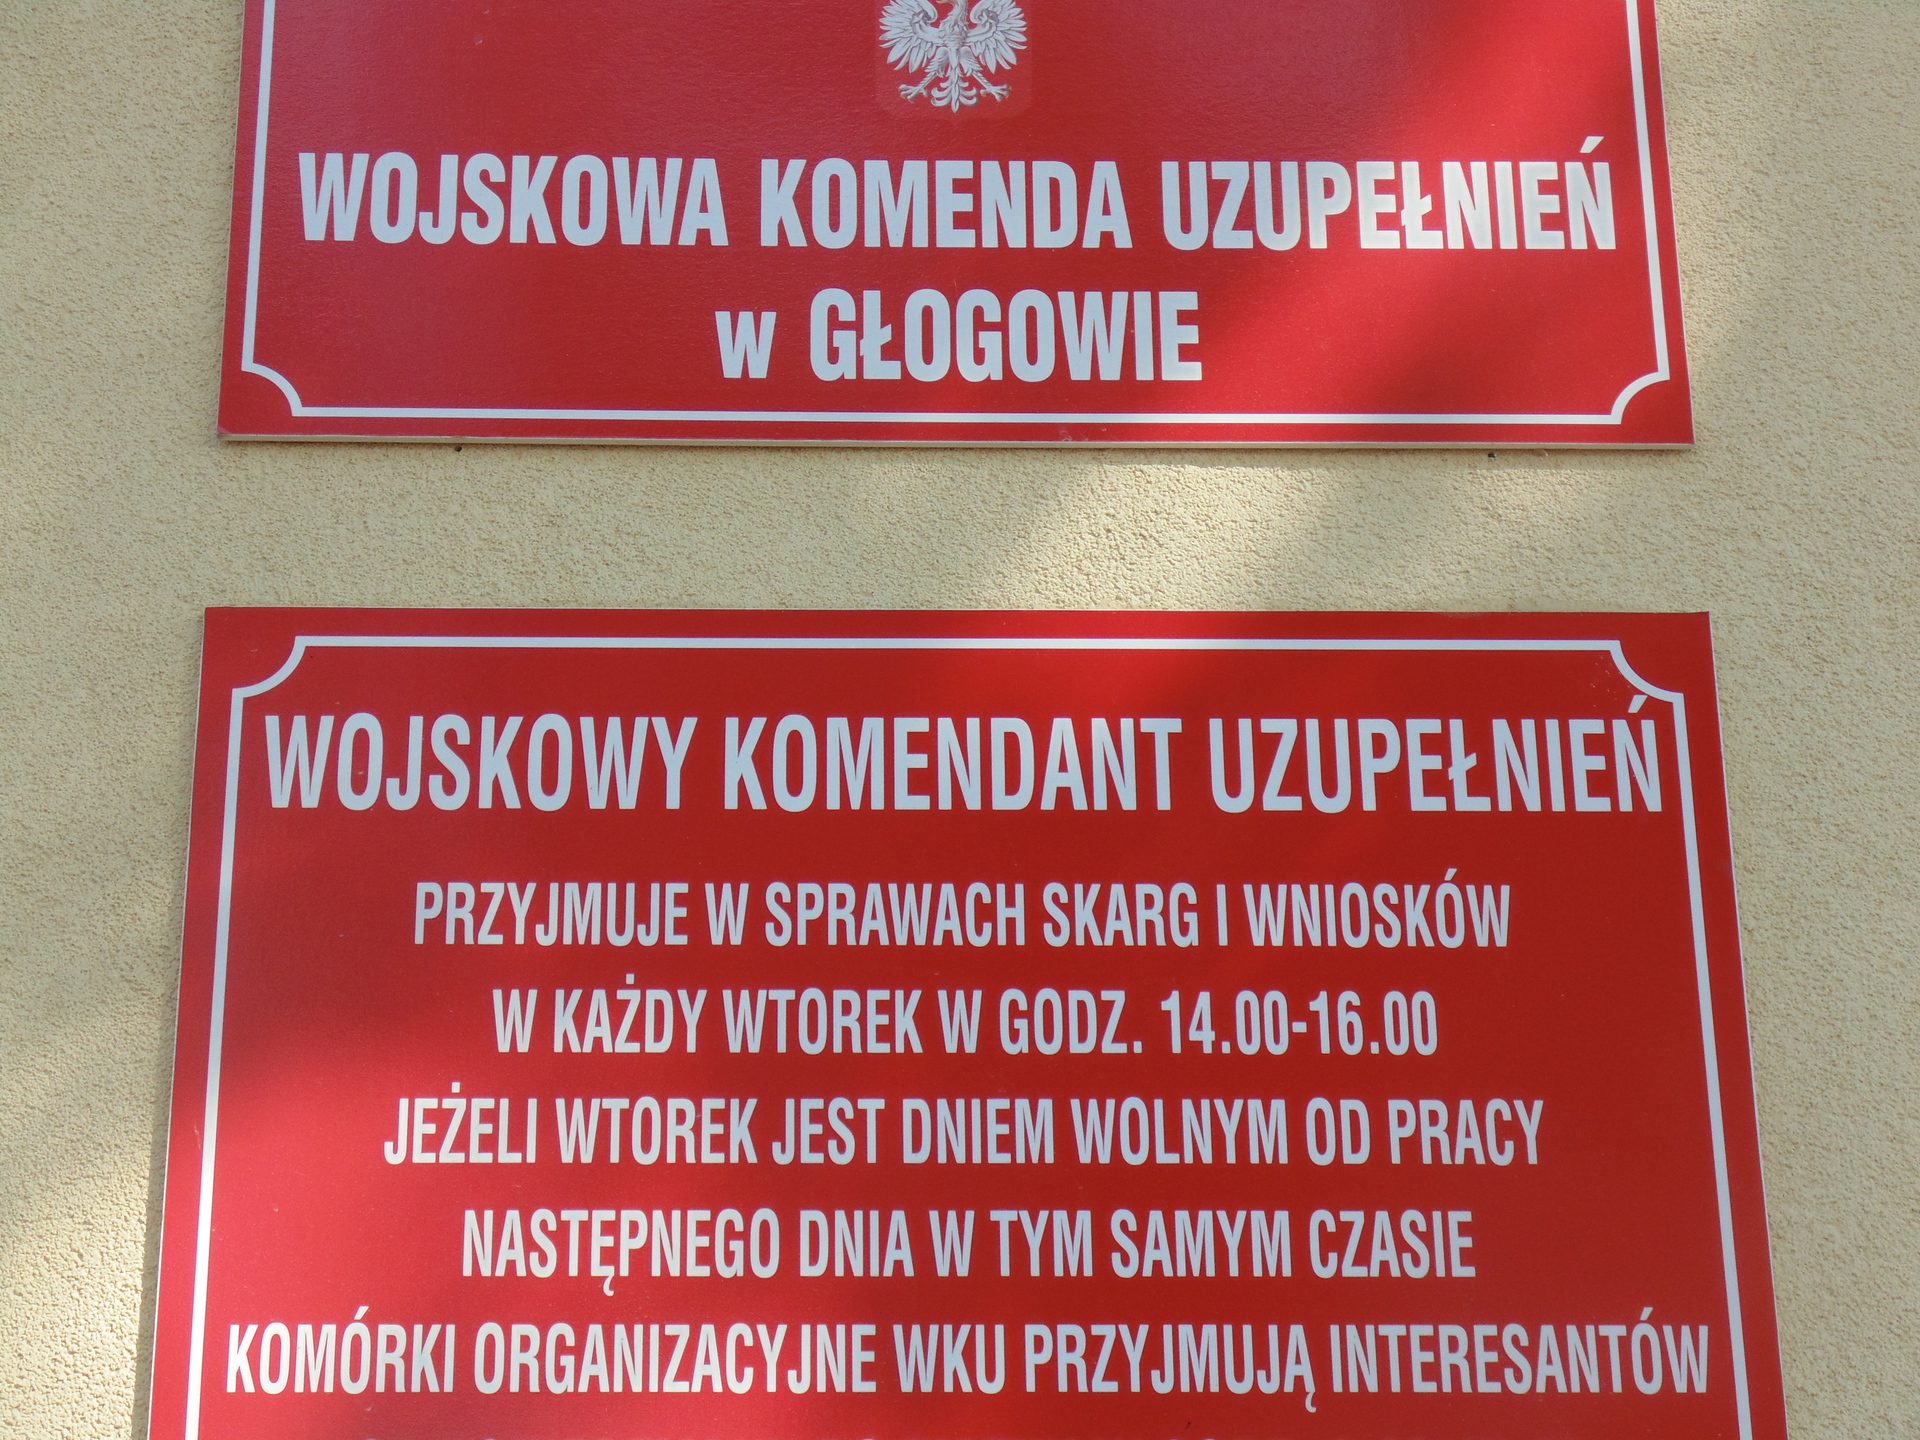 WOJSKOWA KOMENDA UZUPEŁNIEŃ
w GŁOGOWIE
WOJSKOWY KOMENDANT UZUPEŁNIEŃ
PRZYJMUJE W SPRAWACH SKARG I WNIOSKÓW
W KAŻDY WTOREK W GODZ. 14.00-16.00
JEŻELI WTOREK JEST DNIEM WOLNYM OD PRACY
NASTĘPNEGO DNIA W TYM SAMYM CZASIE
KOMÓRKI ORGANIZACYJNE WKU PRZYJMUJĄ INTERESANTÓW